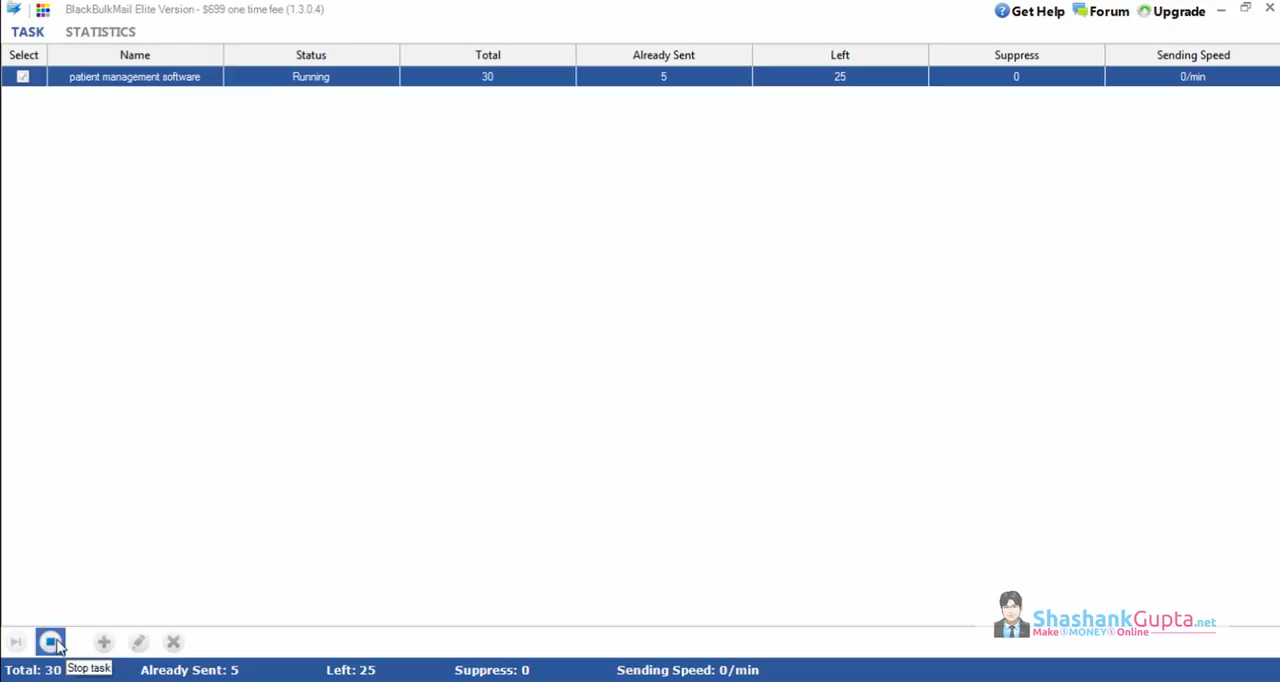 BlackBulkMail Elite Version - $699 one time fee (1.3.0.4)
Get Help Forum Upgrade
TASK STATISTICS
Select Name Status Total Already Sent Left Suppress Sending Speed
patient management software Running 30 5 25 0 0/min
ShashankGupta.net
Make MONEY Online
Stop task
Total: 30 Already Sent: 5 Left: 25 Suppress: 0 Sending Speed: 0/min